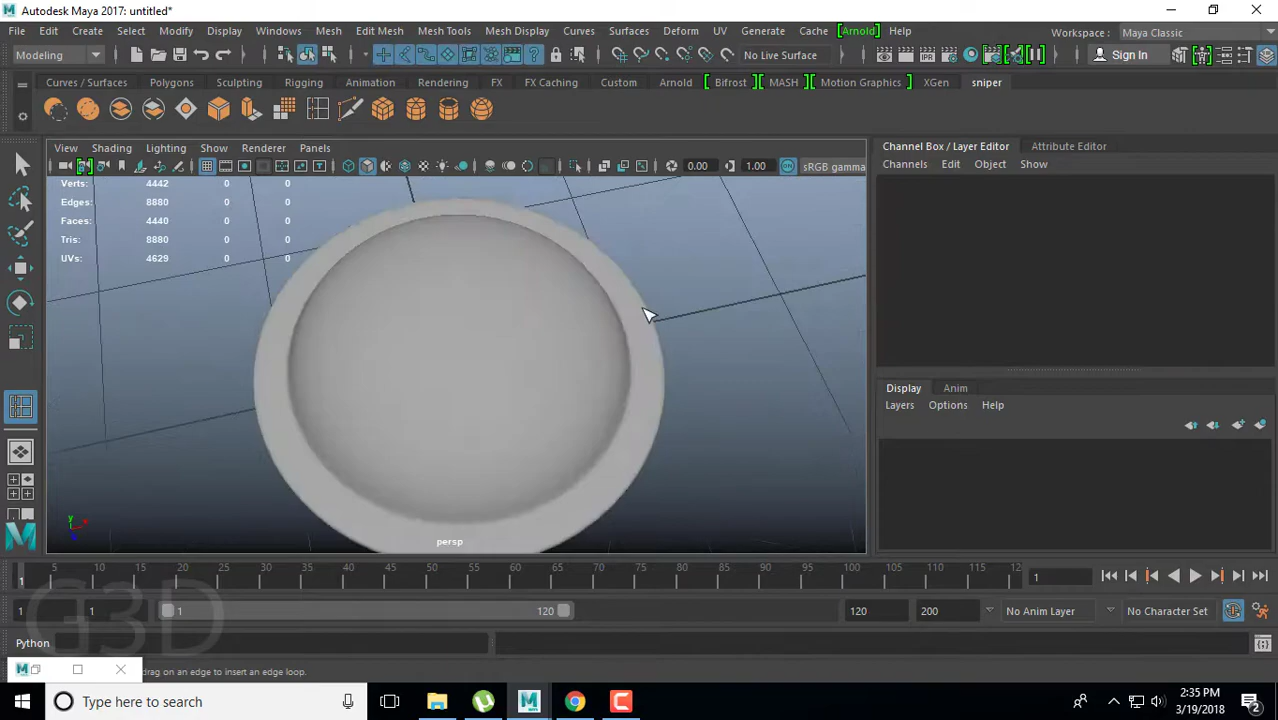 Autodesk Maya 2017: untitled*
File Edit Create Select Modify Display Windows Mesh Edit Mesh Mesh Tools Mesh Display Curves Surfaces Deform UV Generate Cache Arnold Help Workspace : Maya Classic
Modeling No Live Surface Sign In
Curves / Surfaces Polygons Sculpting Rigging Animation Rendering FX FX Caching Custom Arnold Bifrost MASH Motion Graphics XGen sniper
View Shading Lighting Show Renderer Panels
Channel Box / Layer Editor Attribute Editor
Channels Edit Object Show
0.00 1.00 ON sRGB gamma
Verts: 4442 0 0
Edges: 8880 0 0
Faces: 4440 0 0
Tris: 8880 0 0
UVs: 4629 0 0
Display Anim
Layers Options Help
y
persp
1 5 10 15 20 25 30 35 40 45 50 55 60 65 70 75 80 85 90 95 100 105 110 115 12 1
1 1 1 120 120 200 No Anim Layer No Character Set
G3D
Python
drag on an edge to insert an edge loop.
Type here to search
2:35 PM
3/19/2018
2